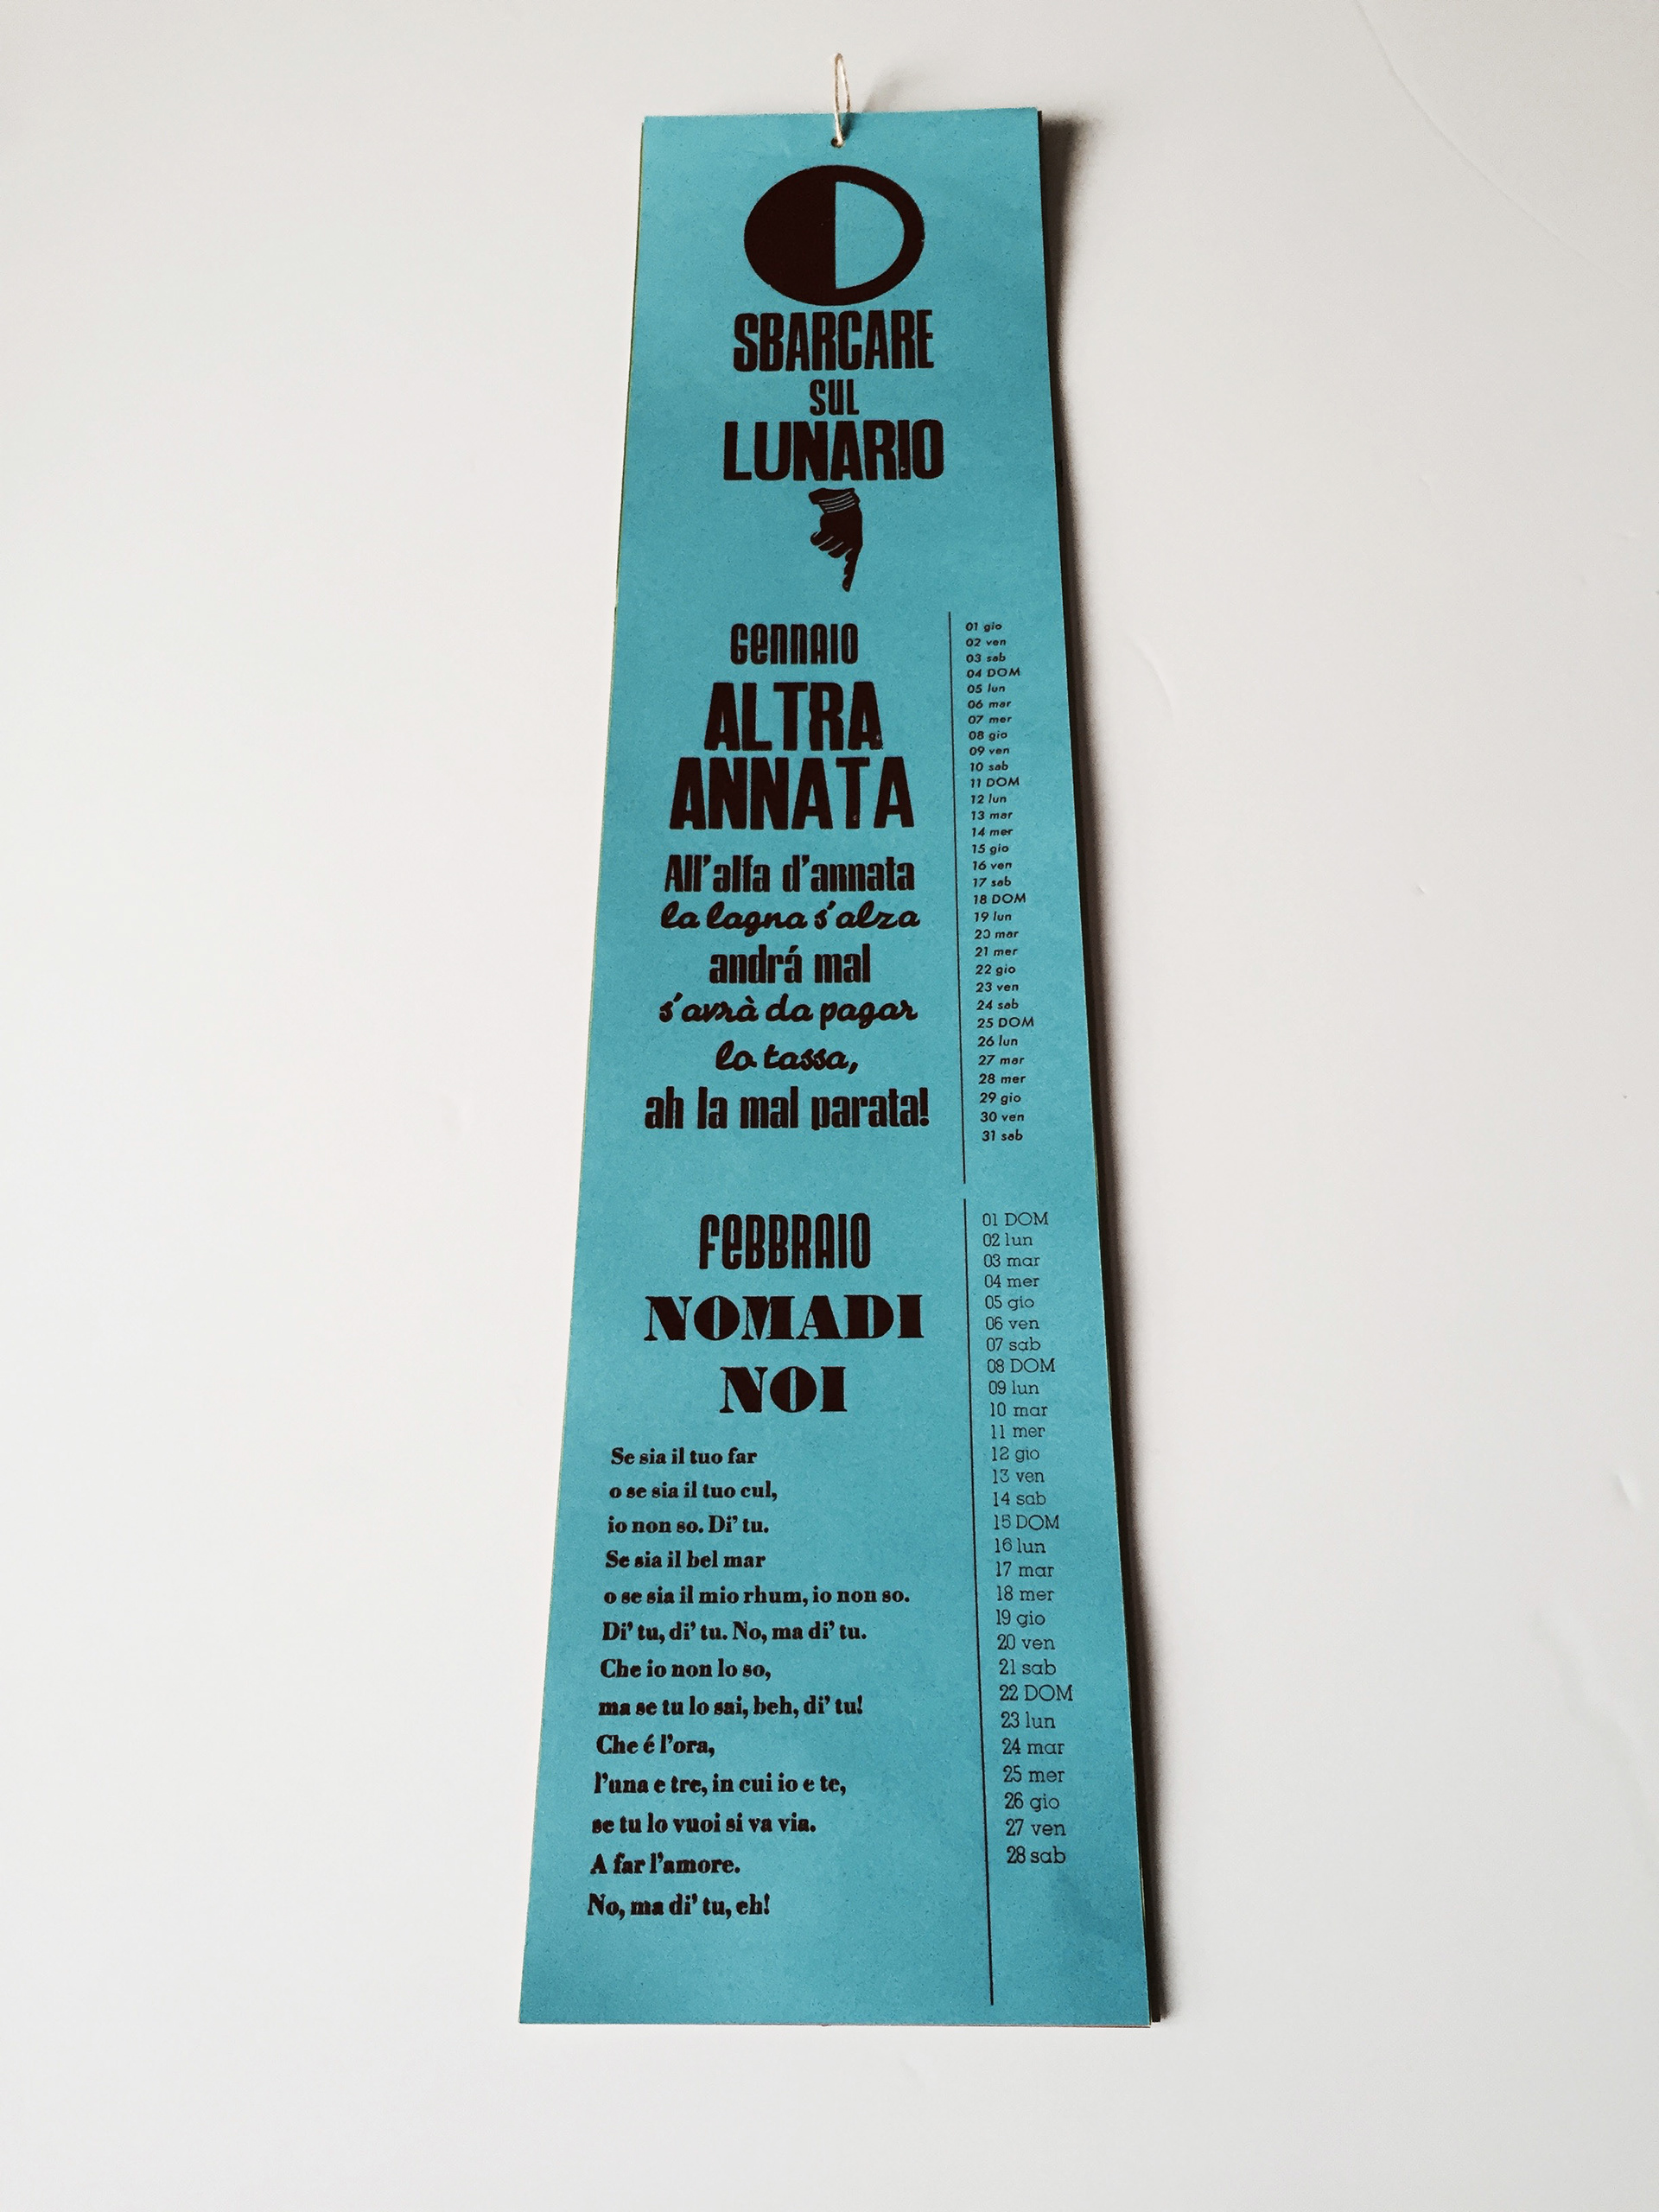 SBARCARE
SUL
LUNARIO
GENNAIO
ALTRA
ANNATA
All'alfa d'annata
la lagna s'alza
andrá mal
s'avrà da pagar
la tassa,
ah la mal parata!
01 gio
02 ven
03 sab
04 DOM
05 lun
06 mar
07 mer
08 gio
09 ven
10 sab
11 DOM
12 lun
13 mar
14 mer
15 gio
16 ven
17 sab
18 DOM
19 lun
20 mar
21 mer
22 gio
23 ven
24 sab
25 DOM
26 lun
27 mar
28 mer
29 gio
30 ven
31 sab
FEBBRAIO
NOMADI
NOI
Se sia il tuo far
o se sia il tuo cul,
io non so. Di' tu.
Se sia il bel mar
o se sia il mio rhum, io non so.
Di' tu, di' tu. No, ma di' tu.
Che io non lo so,
ma se tu lo sai, beh, di' tu!
Che é l'ora,
l'una e tre, in cui io e te,
se tu lo vuoi si va via.
A far l'amore.
No, ma di' tu, eh!
01 DOM
02 lun
03 mar
04 mer
05 gio
06 ven
07 sab
08 DOM
09 lun
10 mar
11 mer
12 gio
13 ven
14 sab
15 DOM
16 lun
17 mar
18 mer
19 gio
20 ven
21 sab
22 DOM
23 lun
24 mar
25 mer
26 gio
27 ven
28 sab